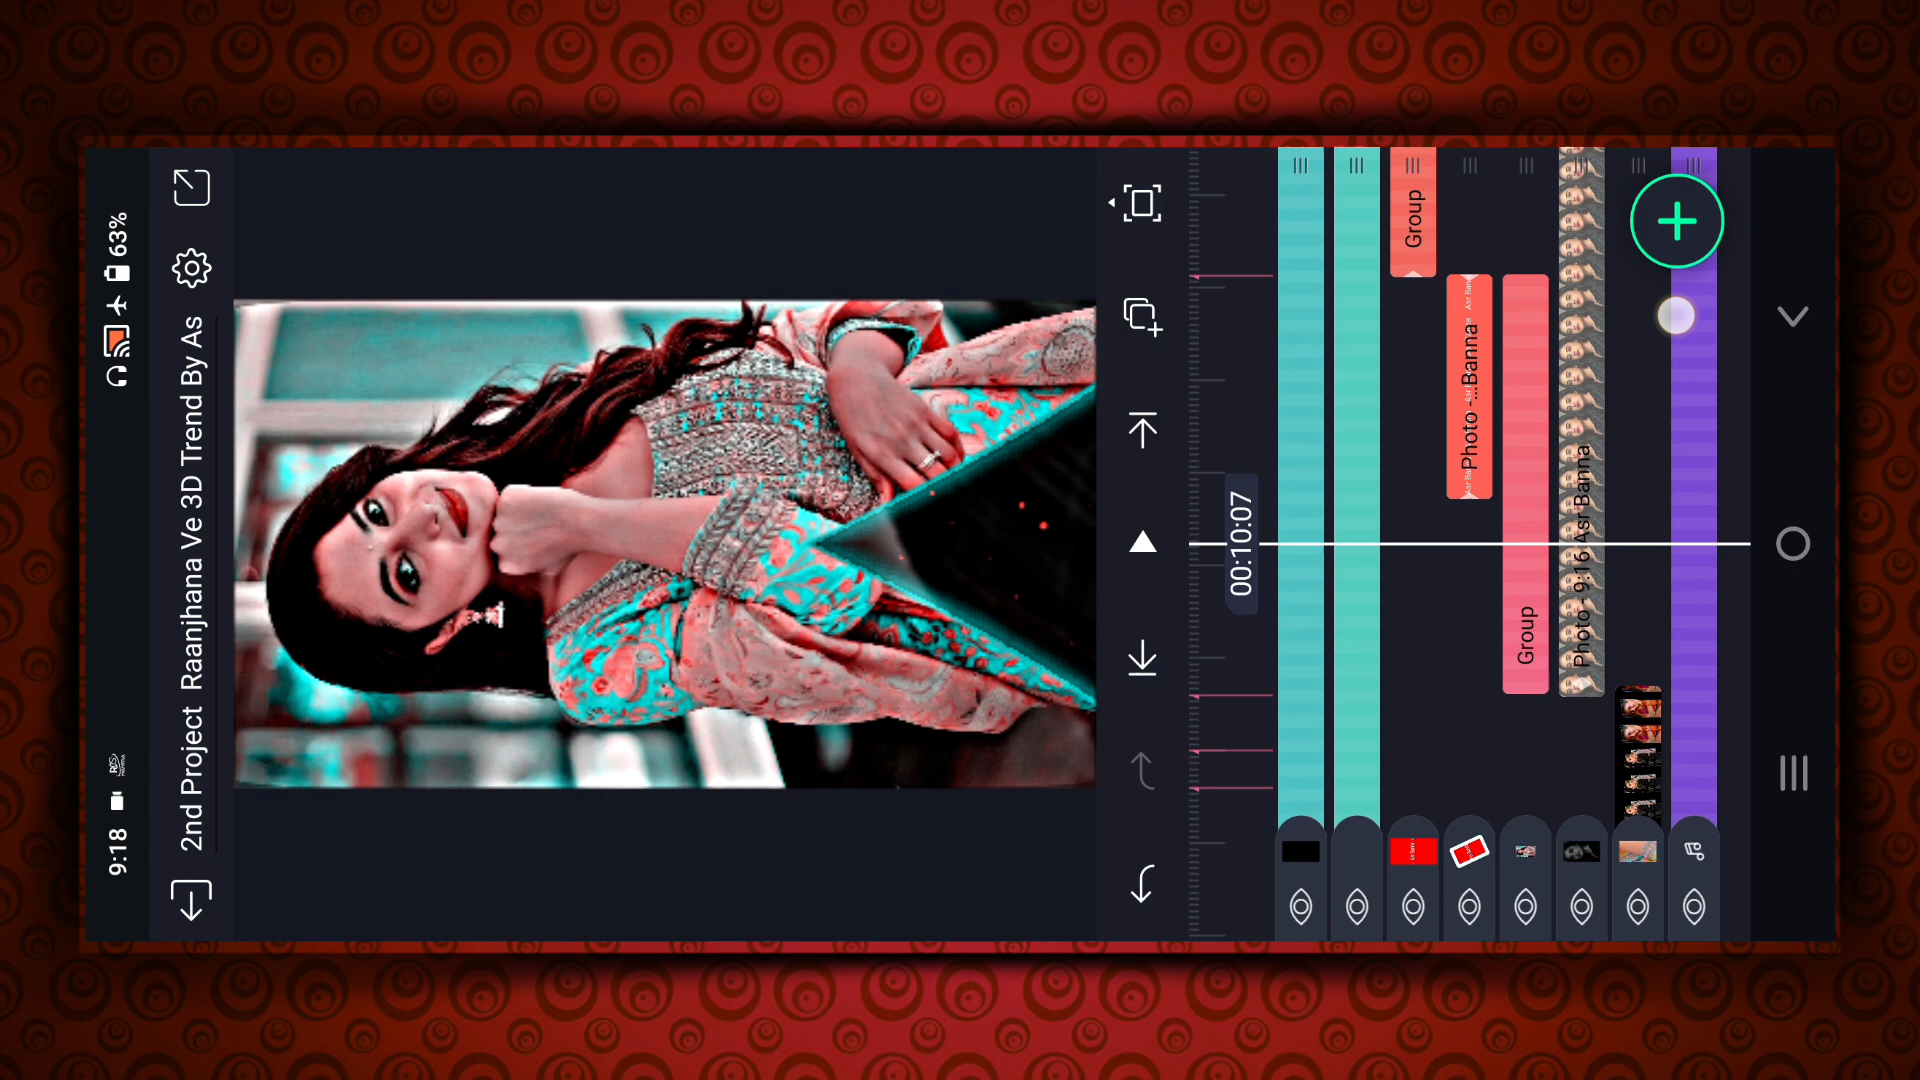 9:18
63%
2nd Project Raanjhana Ve 3D Trend By As
00:10:07
Group
Photo -...Banna
Group
Photo - 9:16 Asr Banna